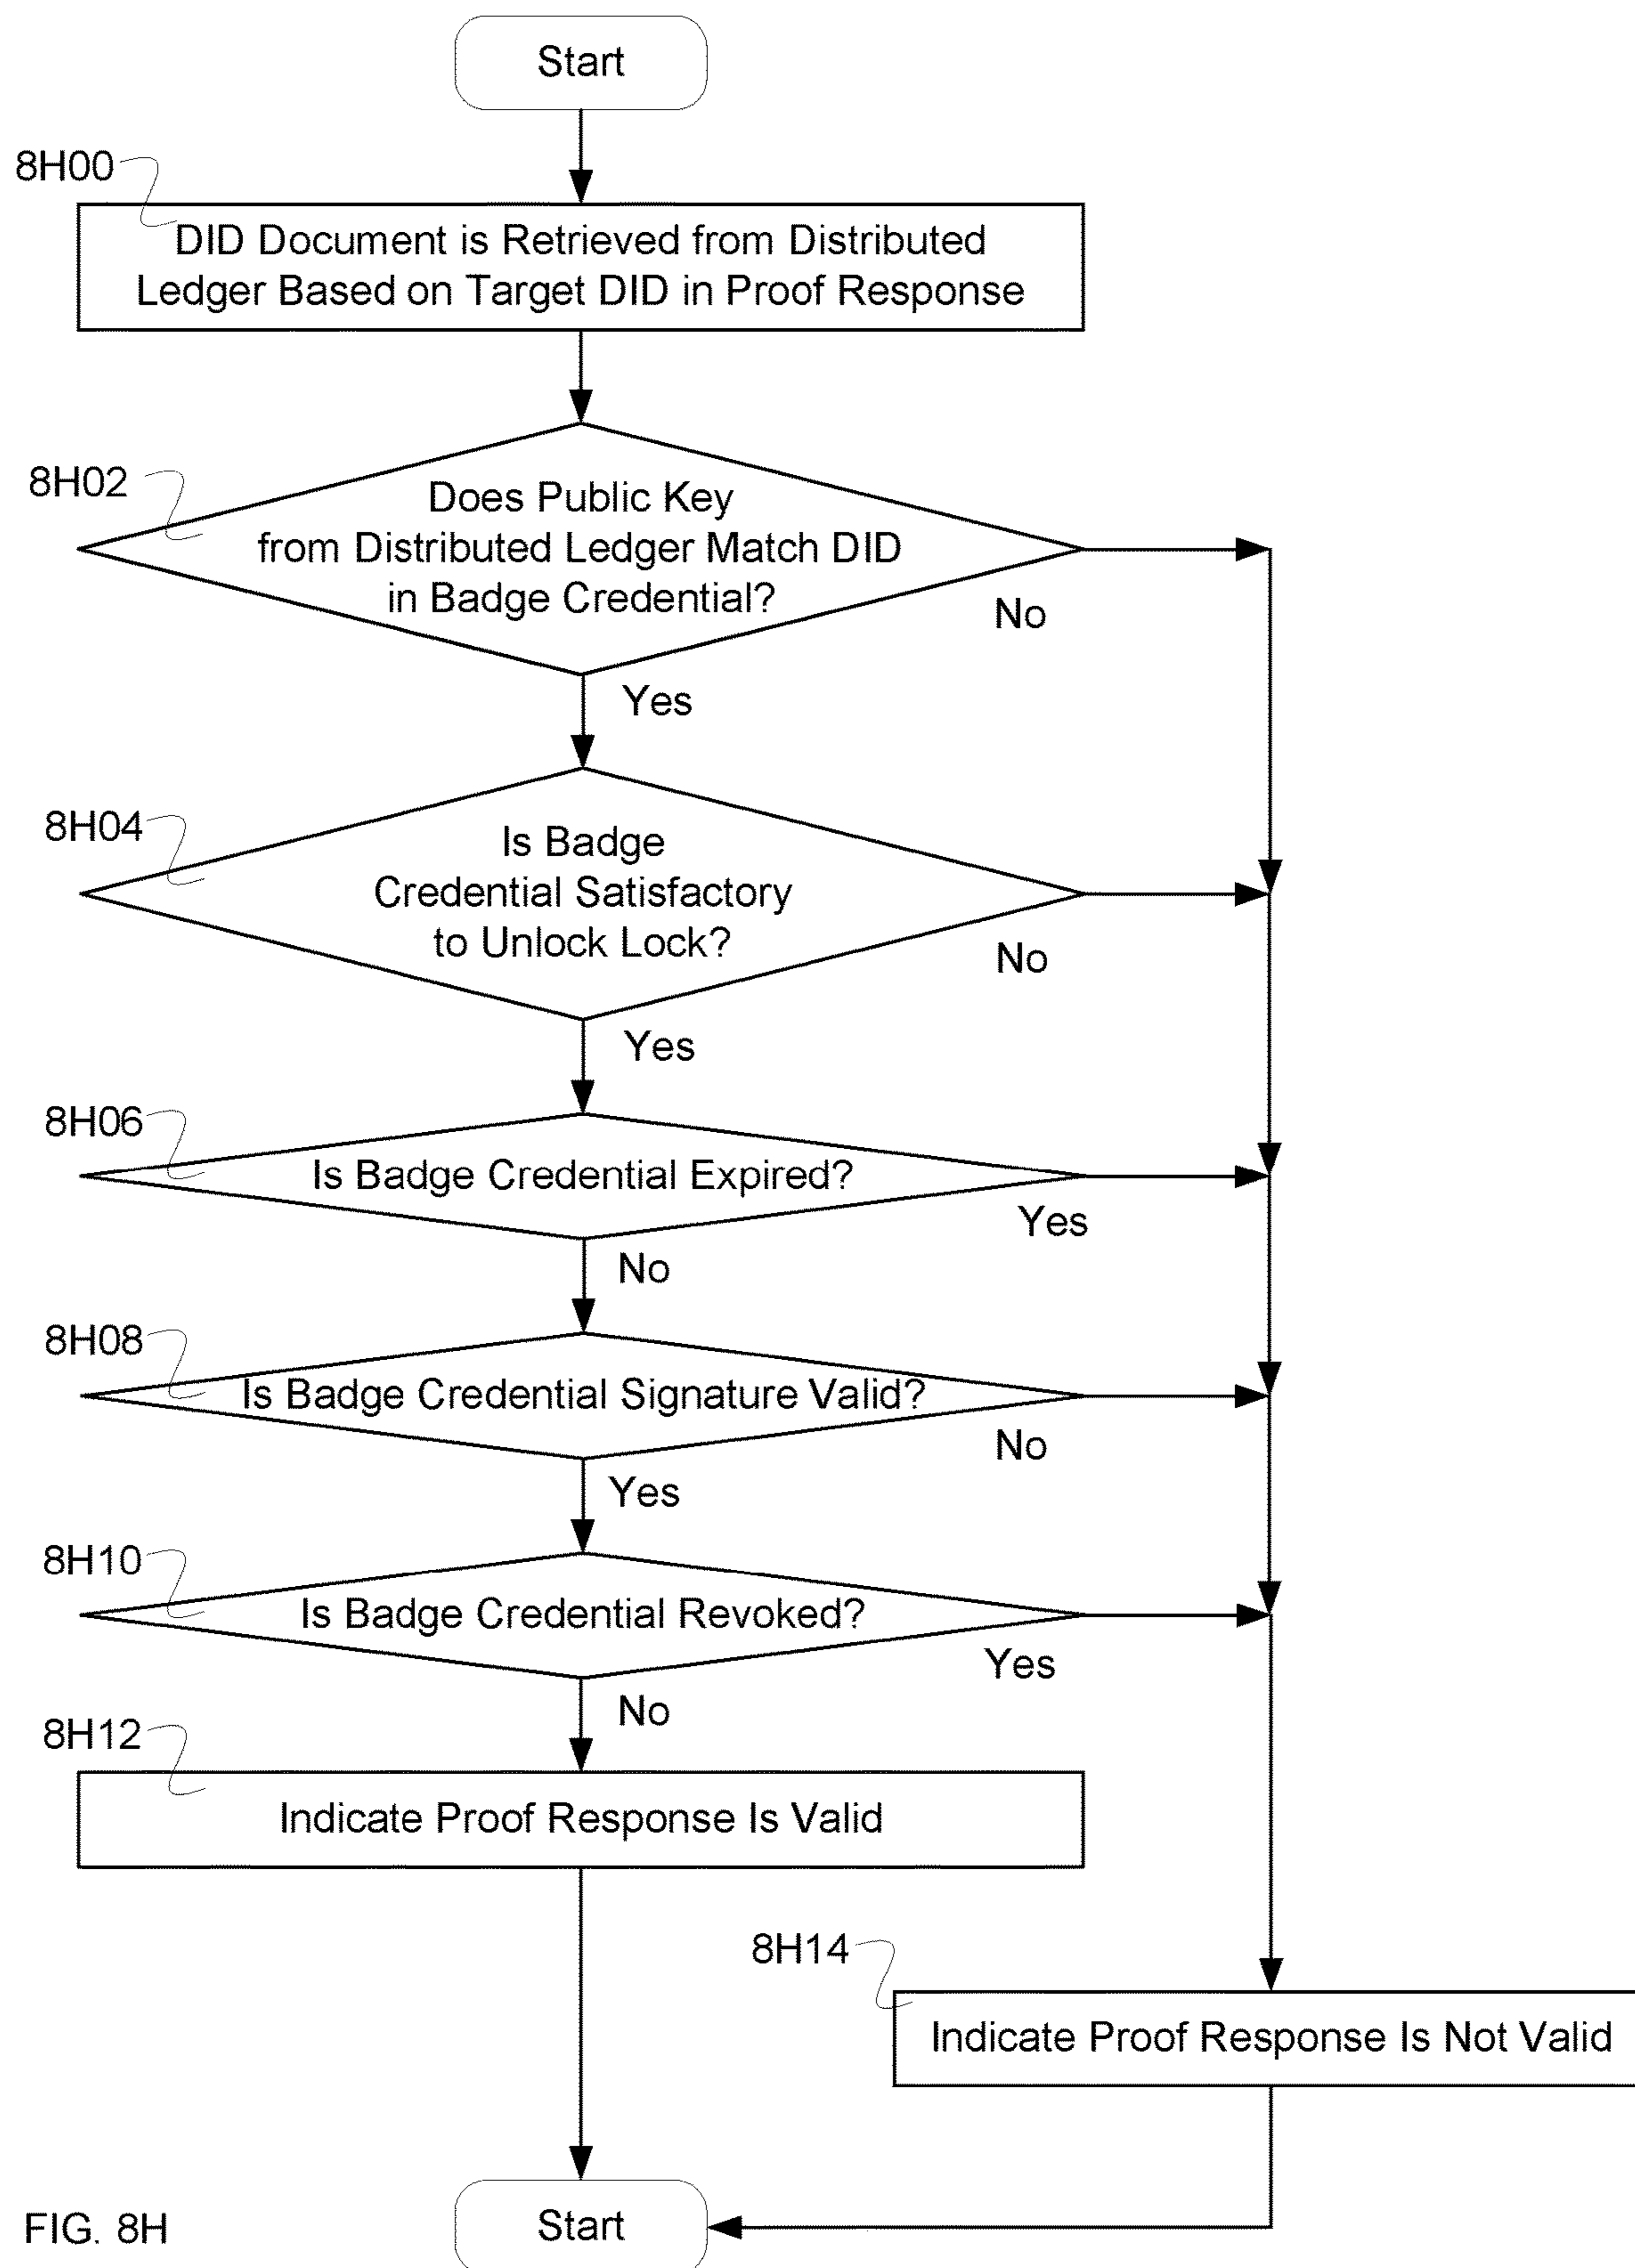 Start
8H00
DID Document is Retrieved from Distributed
Ledger Based on Target DID in Proof Response
8H02
Does Public Key
from Distributed Ledger Match DID
in Badge Credential?
No
Yes
8H04
Is Badge
Credential Satisfactory
to Unlock Lock?
No
Yes
8H06
Is Badge Credential Expired?
Yes
No
8H08
Is Badge Credential Signature Valid?
No
Yes
8H10
Is Badge Credential Revoked?
Yes
No
8H12
Indicate Proof Response Is Valid
8H14
Indicate Proof Response Is Not Valid
Start
FIG. 8H